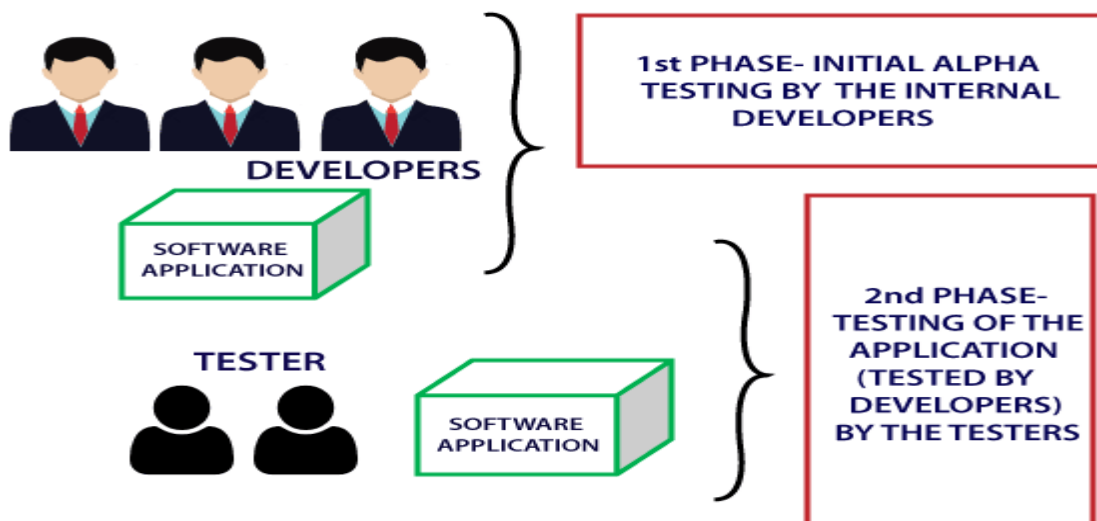 DEVELOPERS
SOFTWARE
APPLICATION
1st PHASE- INITIAL ALPHA
TESTING BY THE INTERNAL
DEVELOPERS
TESTER
SOFTWARE
APPLICATION
2nd PHASE-
TESTING OF THE
APPLICATION
(TESTED BY
DEVELOPERS)
BY THE TESTERS